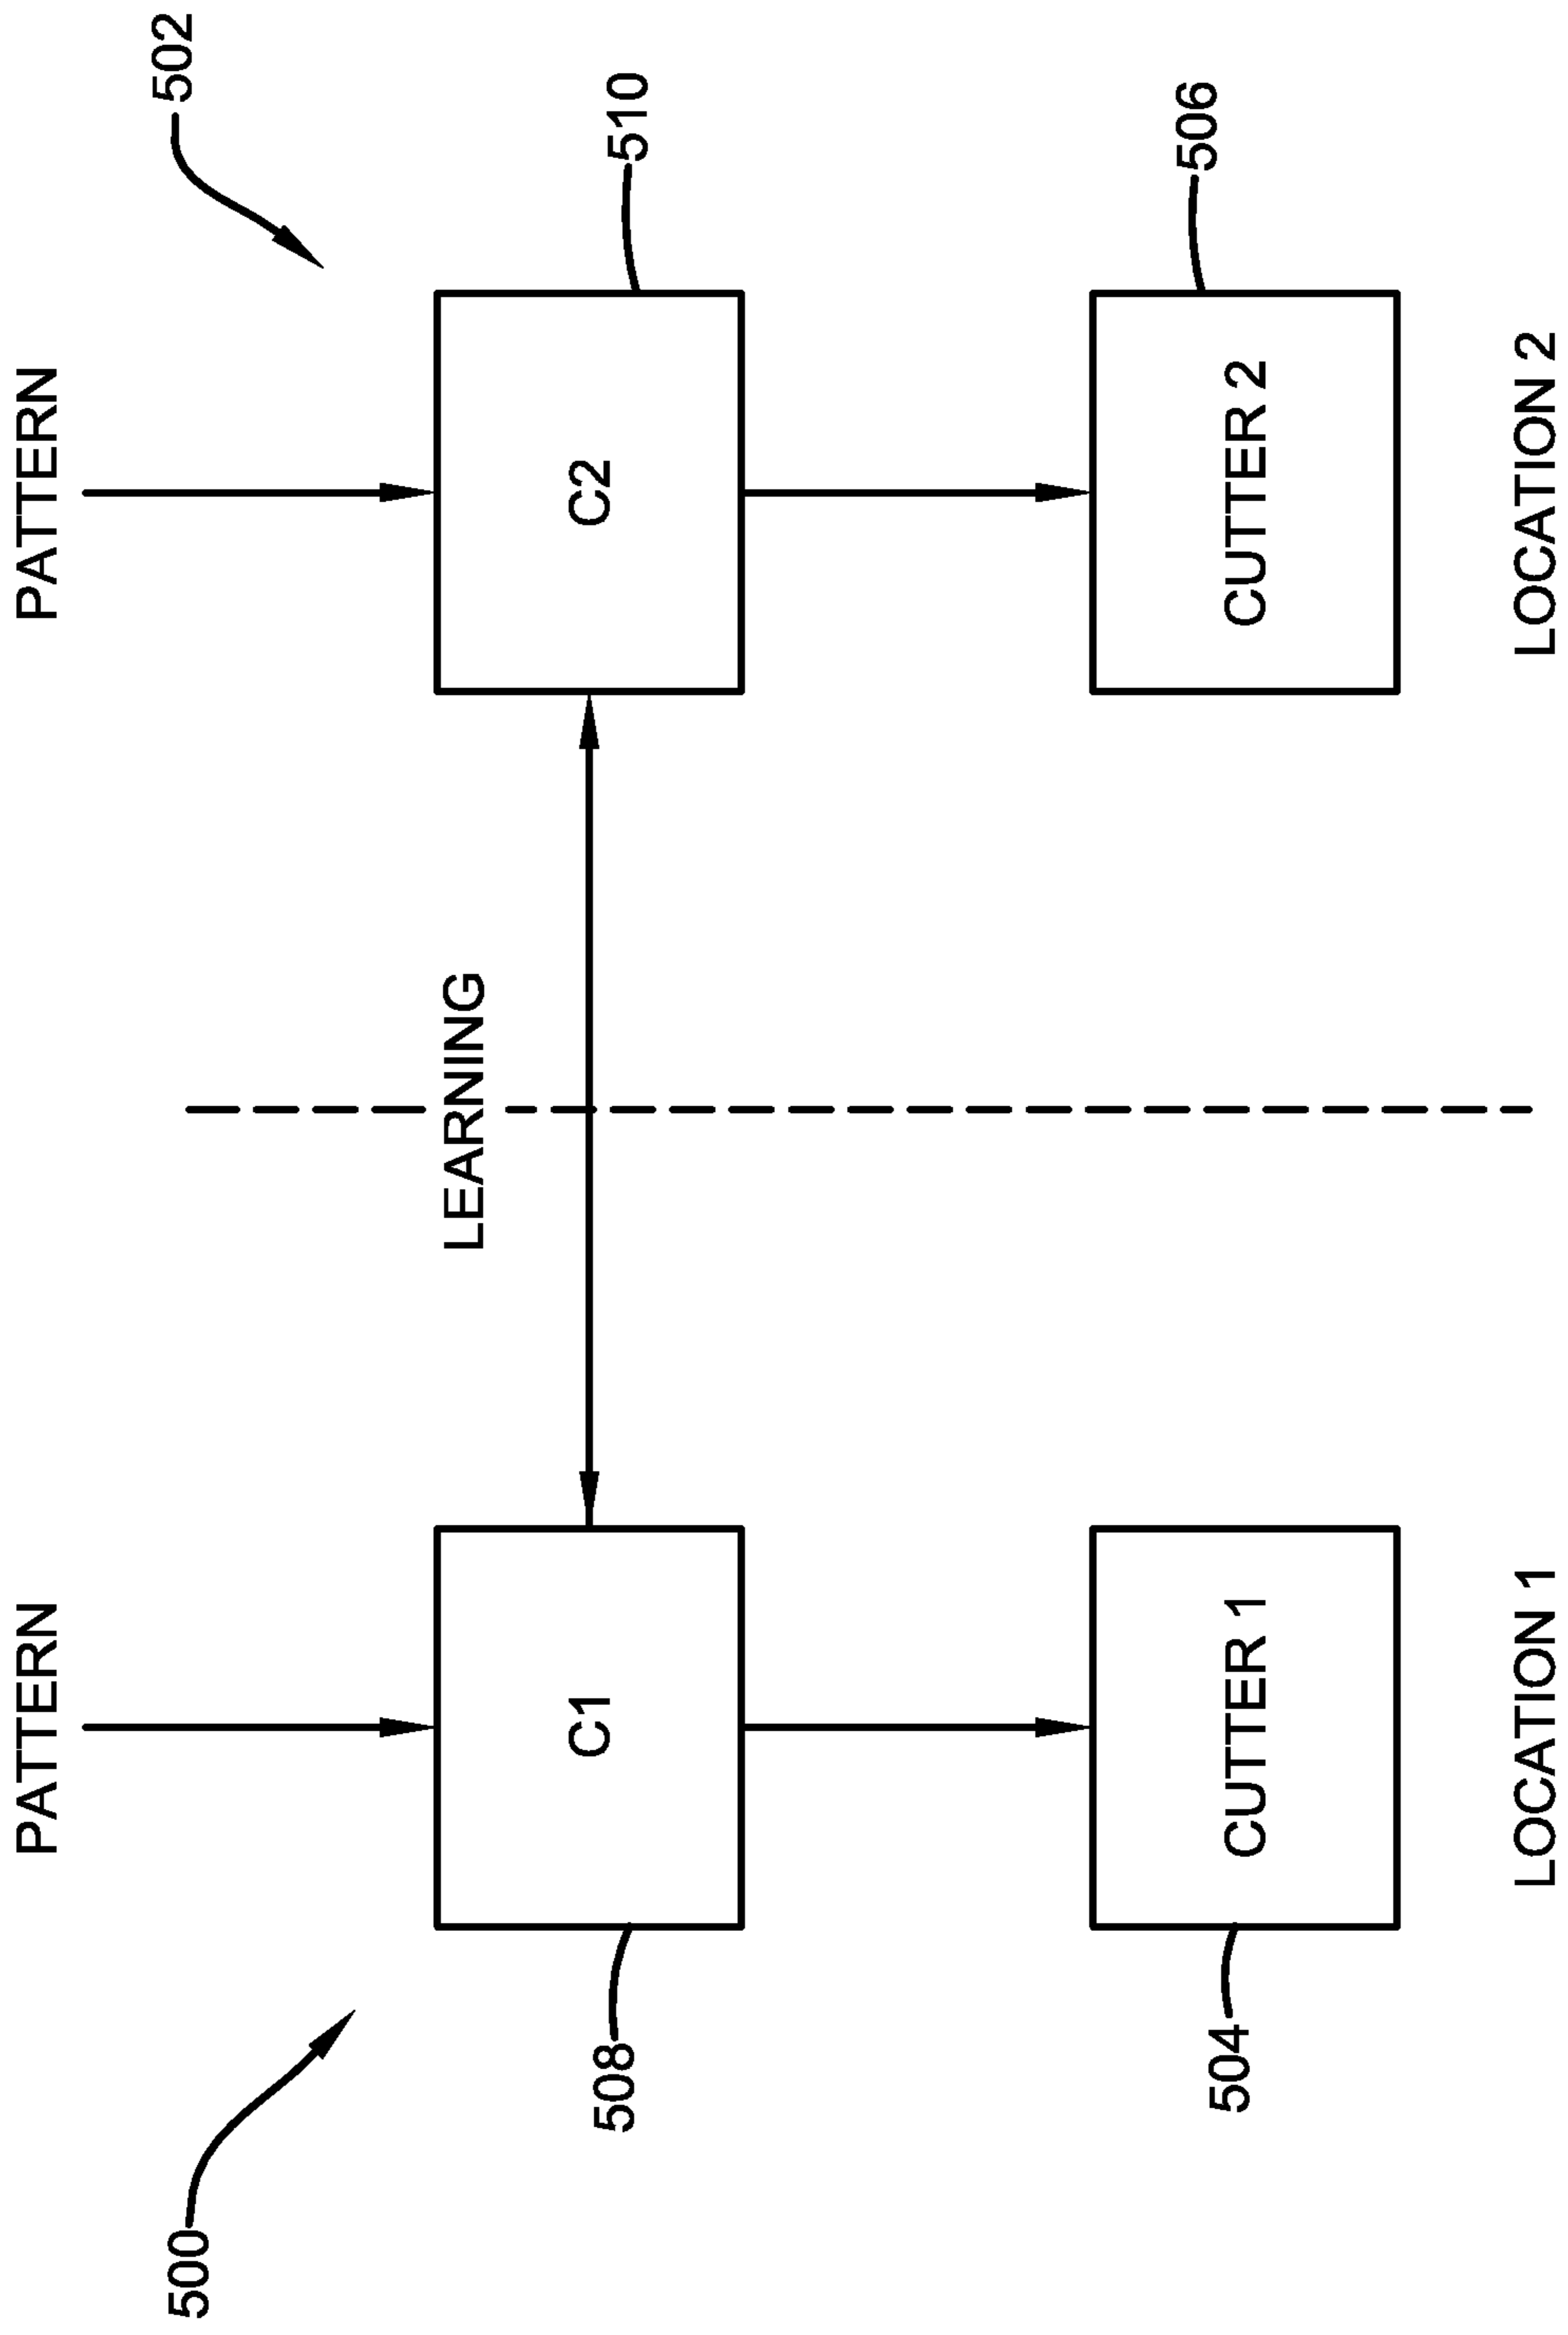 500
502
PATTERN
PATTERN
LEARNING
508
C1
C2
510
504
CUTTER 1
CUTTER 2
506
LOCATION 1
LOCATION 2